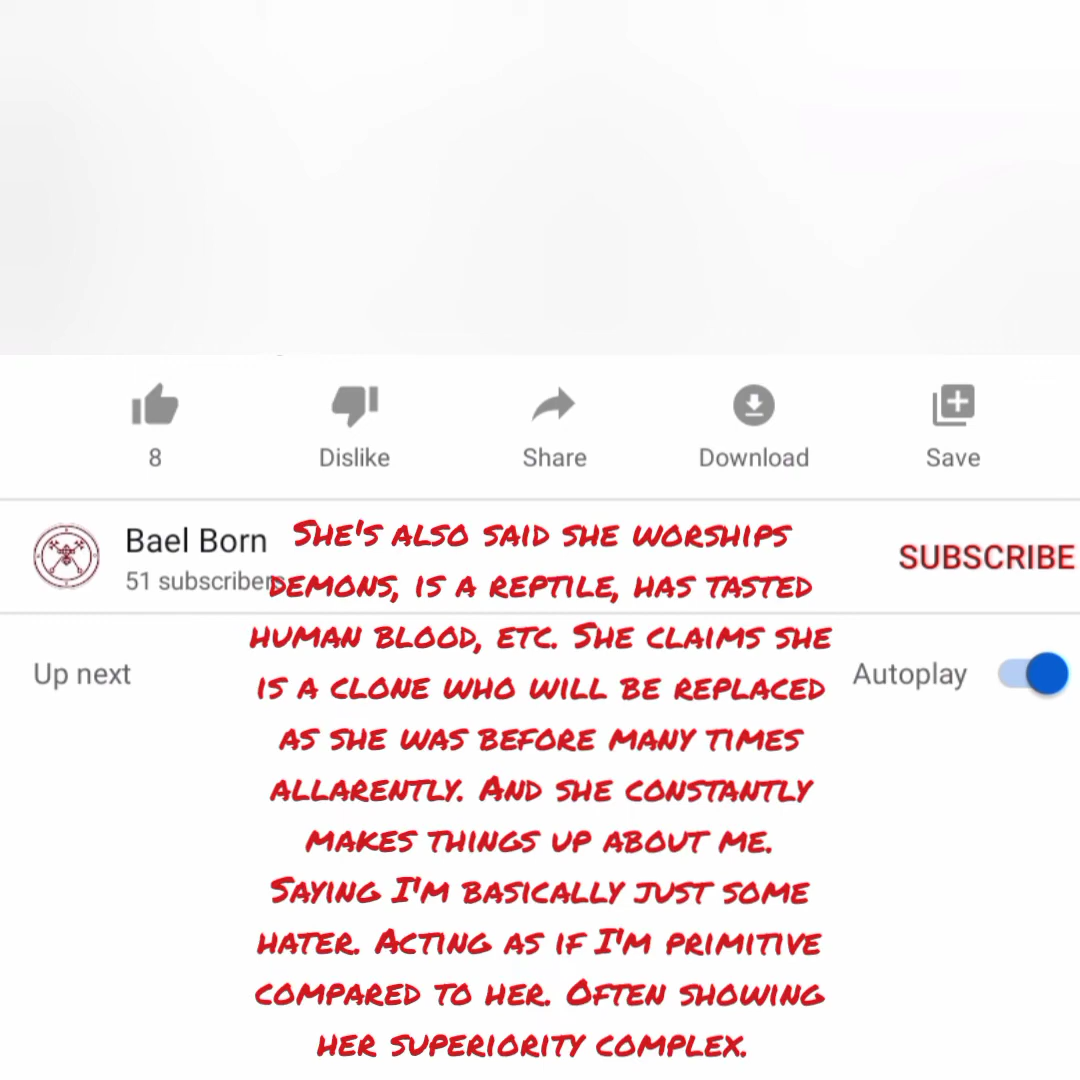 8
Dislike
Share
Download
Save
Bael Born
51 subscribers
SUBSCRIBE
She's also said she worships
demons, is a reptile, has tasted
human blood, etc. She claims she
is a clone who will be replaced
as she was before many times
allarently. And she constantly
makes things up about me.
Saying I'm basically just some
hater. Acting as if I'm primitive
compared to her. Often showing
her superiority complex.
Up next
Autoplay